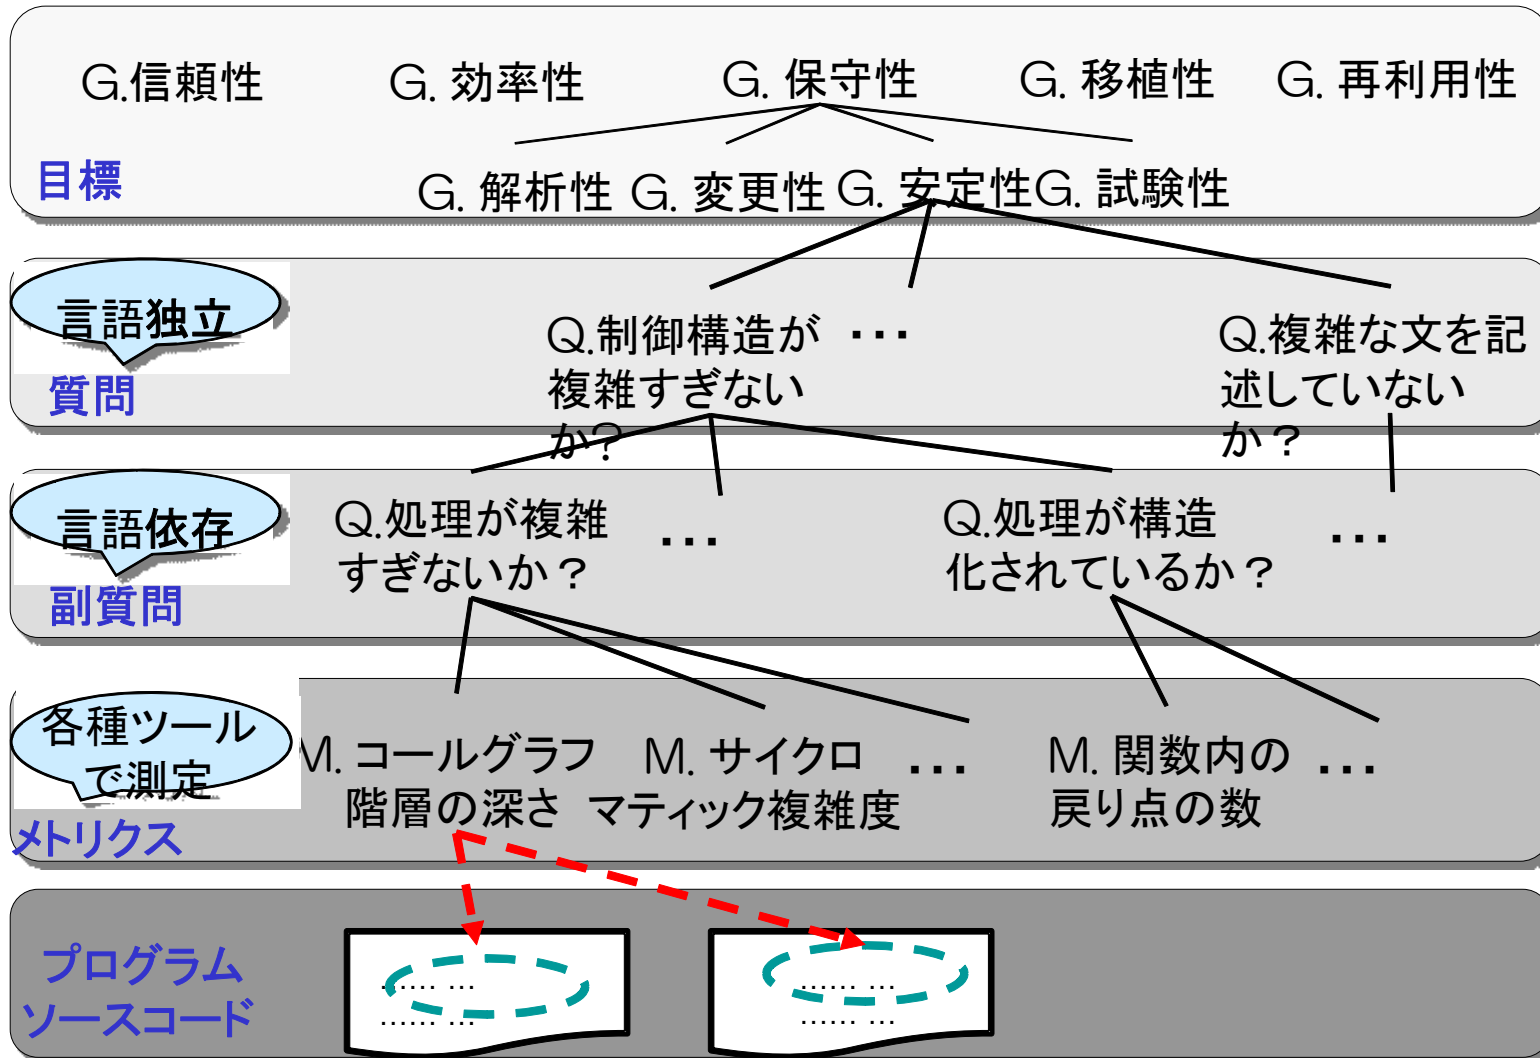 G.信頼性
G. 効率性
G. 保守性
G. 移植性
G. 再利用性
目標
G. 解析性
G. 変更性
G. 安定性
G. 試験性
言語独立
質問
Q.制御構造が
複雑すぎない
か?
...
Q.複雑な文を記
述していない
か？
言語依存
副質問
Q.処理が複雑
すぎないか？
...
Q.処理が構造
化されているか？
...
各種ツール
で測定
メトリクス
M. コールグラフ
階層の深さ
M. サイクロ
マティック複雑度
...
M. 関数内の
戻り点の数
...
プログラム
ソースコード
...... ...
...... ...
...... ...
...... ...